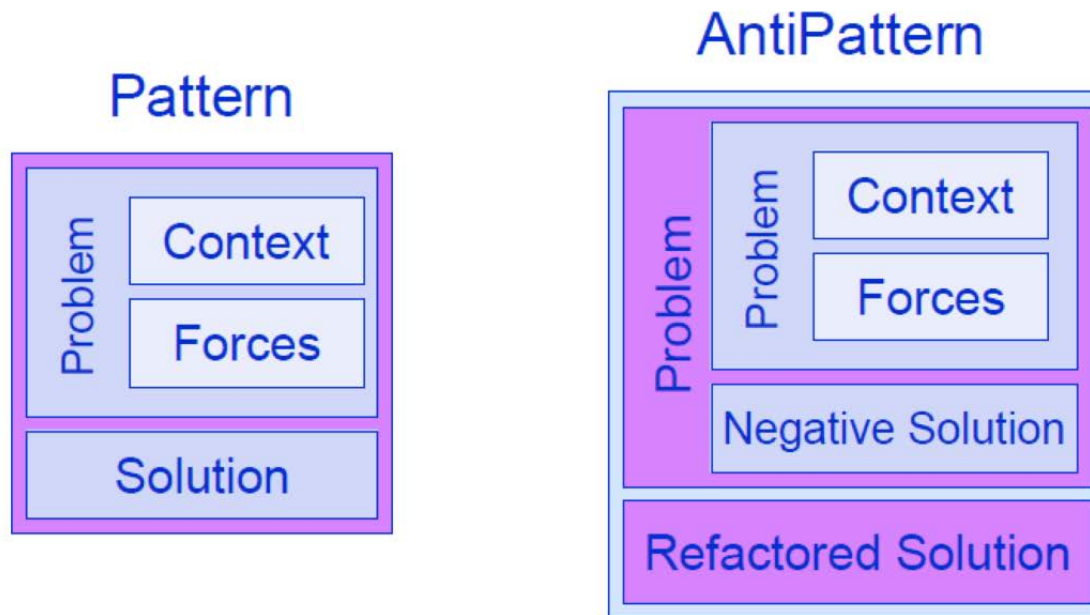 Pattern
Problem
Context
Forces
Solution
AntiPattern
Problem
Problem
Context
Forces
Negative Solution
Refactored Solution